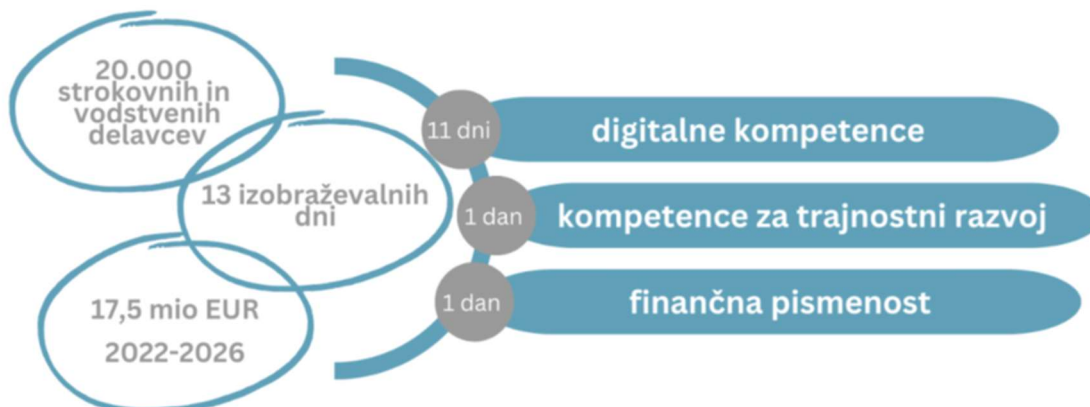 20.000
strokovnih in
vodstvenih
delavcev
13 izobraževalnih
dni
17,5 mio EUR
2022-2026
11 dni
digitalne kompetence
1 dan
kompetence za trajnostni razvoj
1 dan
finančna pismenost